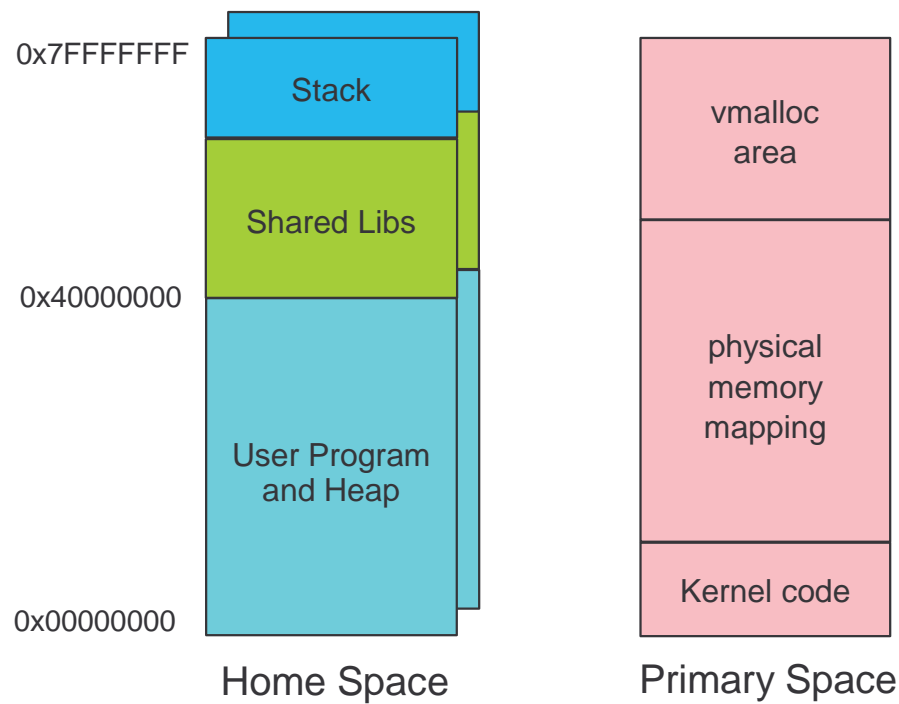 0x7FFFFFFF
Stack
Shared Libs
0x40000000
User Program
and Heap
0x00000000
Home Space
vmalloc
area
physical
memory
mapping
Kernel code
Primary Space